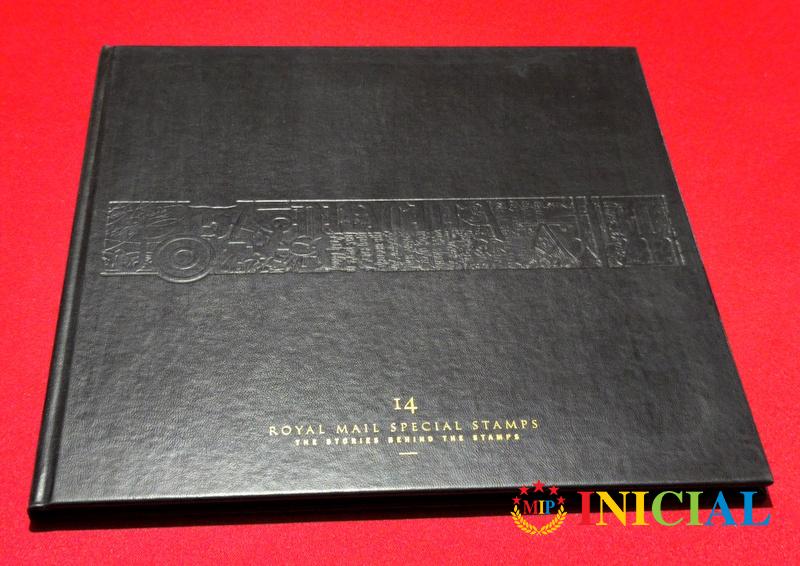 14
ROYAL MAIL SPECIAL STAMPS
THE STORIES BEHIND THE STAMPS
MIP INICIAL